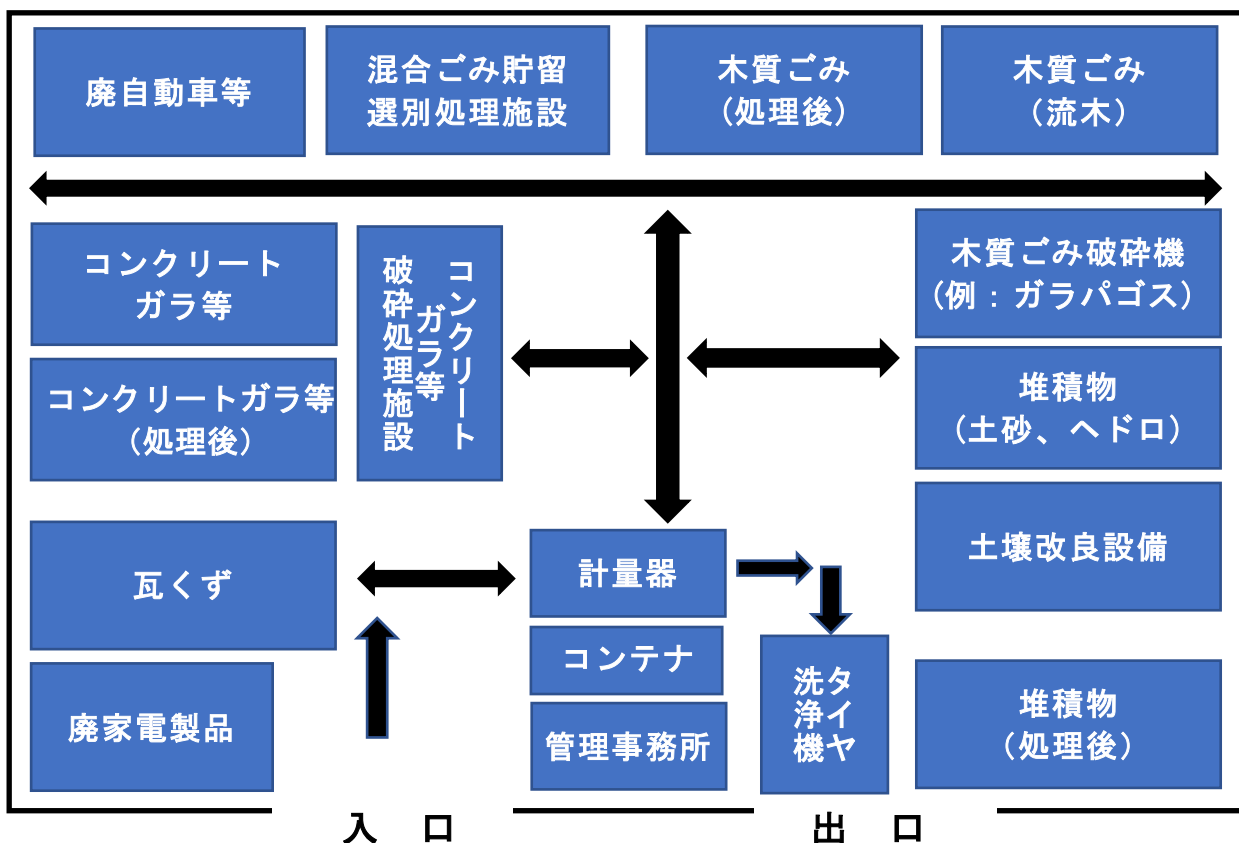 廃自動車等
混合ごみ貯留
選別処理施設
木質ごみ
（処理後）
木質ごみ
（流木）
コンクリート
ガラ等
コンクリート
ガラ等
破砕処理施設
木質ごみ破砕機
（例：ガラパゴス）
コンクリートガラ等
（処理後）
堆積物
（土砂、ヘドロ）
瓦くず
計量器
土壌改良設備
コンテナ
廃家電製品
管理事務所
タイヤ
洗浄機
堆積物
（処理後）
入　口
出　口